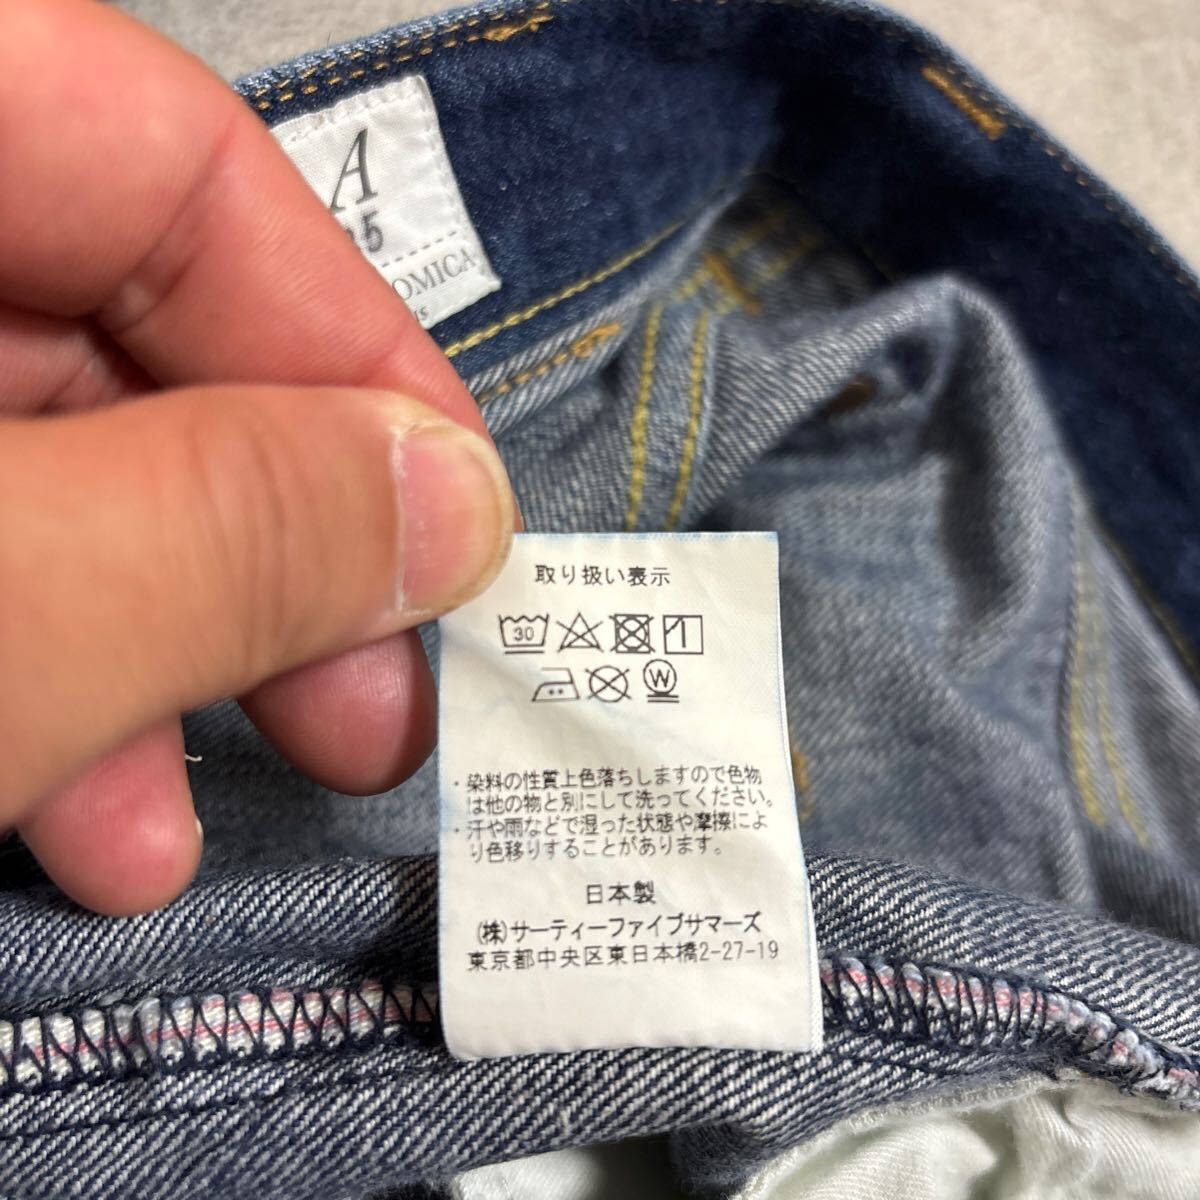 A
35
OMICA
取り扱い表示
30
W
・染料の性質上色落ちしますので色物
は他の物と別にして洗ってください。
・汗や雨などで湿った状態や摩擦によ
り色移りすることがあります。
日本製
(株)サーティーファイブサマーズ
東京都中央区東日本橋2-27-19